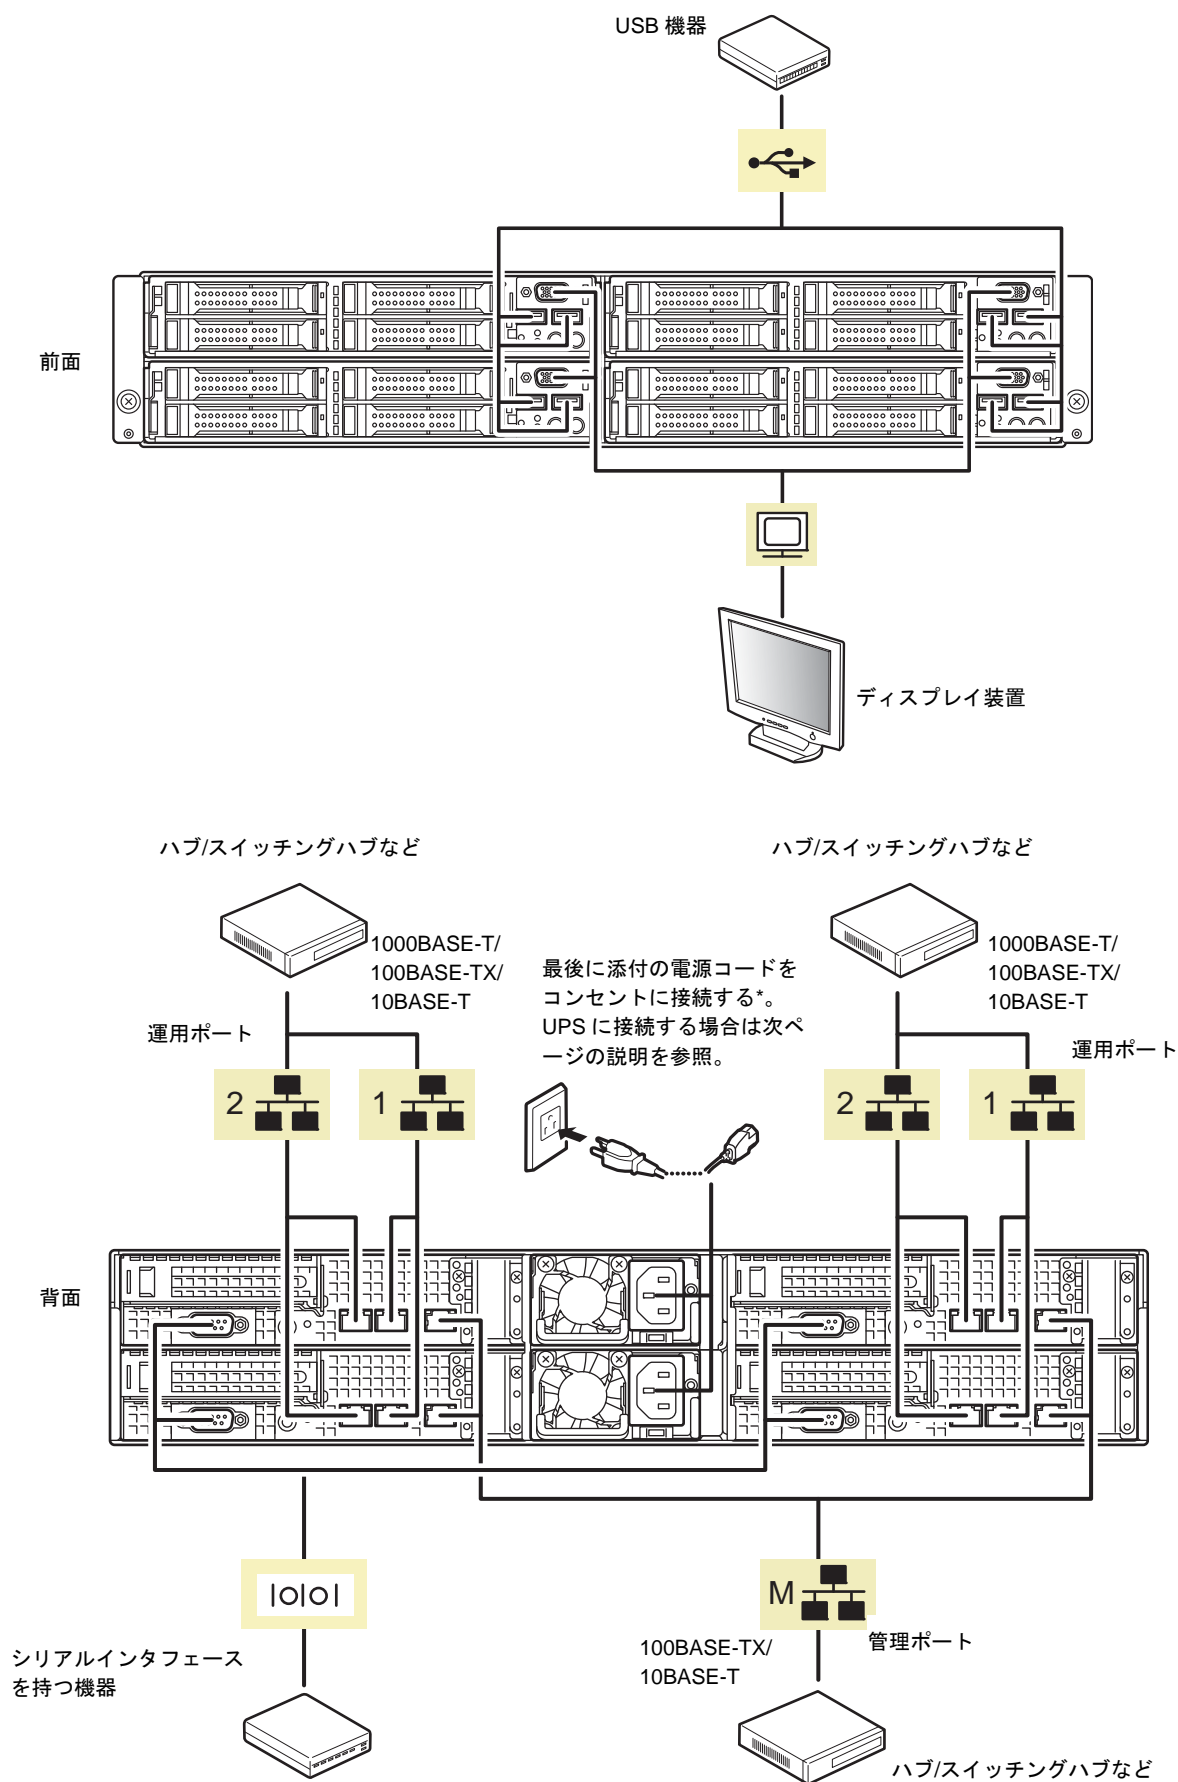 USB 機器
前面
ディスプレイ装置
ハブ/スイッチングハブなど
ハブ/スイッチングハブなど
1000BASE-T/
100BASE-TX/
10BASE-T
最後に添付の電源コードを
コンセントに接続する*。
UPS に接続する場合は次ペ
ージの説明を参照。
1000BASE-T/
100BASE-TX/
10BASE-T
運用ポート
運用ポート
2
1
2
1
背面
|O|O|
M
シリアルインタフェース
を持つ機器
100BASE-TX/
10BASE-T
管理ポート
ハブ/スイッチングハブなど